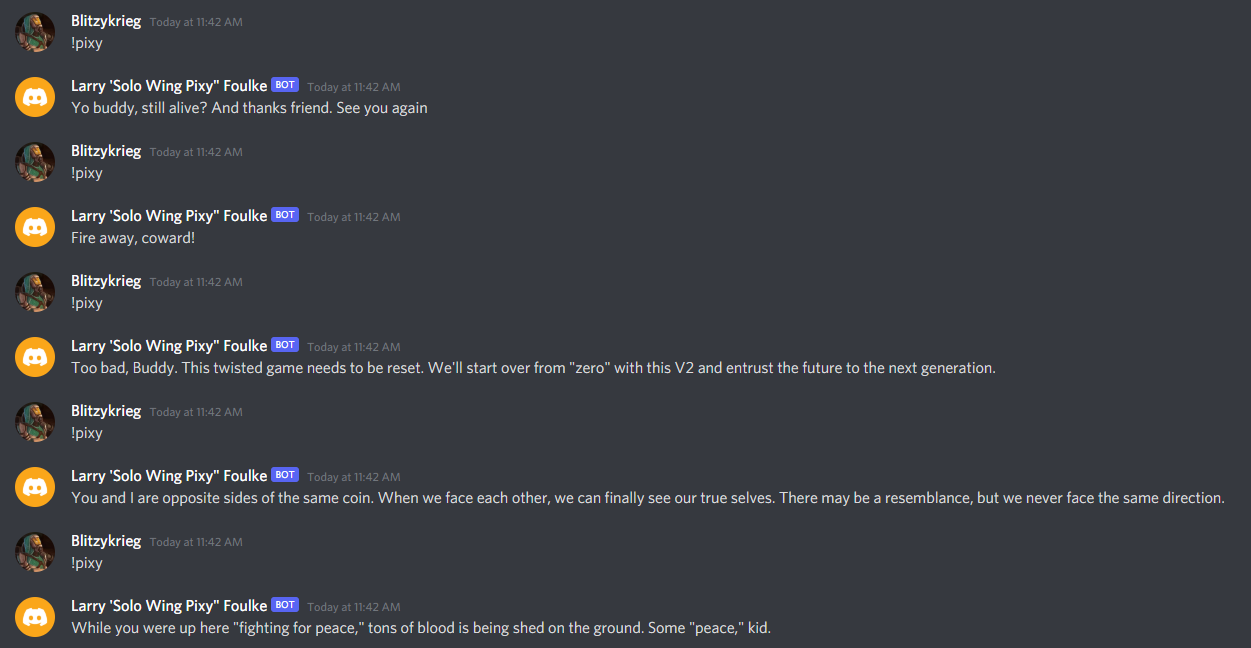 Blitzykrieg Today at 11:42 AM
!pixy
Larry 'Solo Wing Pixy" Foulke BOT Today at 11:42 AM
Yo buddy, still alive? And thanks friend. See you again
Blitzykrieg Today at 11:42 AM
!pixy
Larry 'Solo Wing Pixy" Foulke BOT Today at 11:42 AM
Fire away, coward!
Blitzykrieg Today at 11:42 AM
!pixy
Larry 'Solo Wing Pixy" Foulke BOT Today at 11:42 AM
Too bad, Buddy. This twisted game needs to be reset. We'll start over from "zero" with this V2 and entrust the future to the next generation.
Blitzykrieg Today at 11:42 AM
!pixy
Larry 'Solo Wing Pixy" Foulke BOT Today at 11:42 AM
You and I are opposite sides of the same coin. When we face each other, we can finally see our true selves. There may be a resemblance, but we never face the same direction.
Blitzykrieg Today at 11:42 AM
!pixy
Larry 'Solo Wing Pixy" Foulke BOT Today at 11:42 AM
While you were up here "fighting for peace," tons of blood is being shed on the ground. Some "peace," kid.